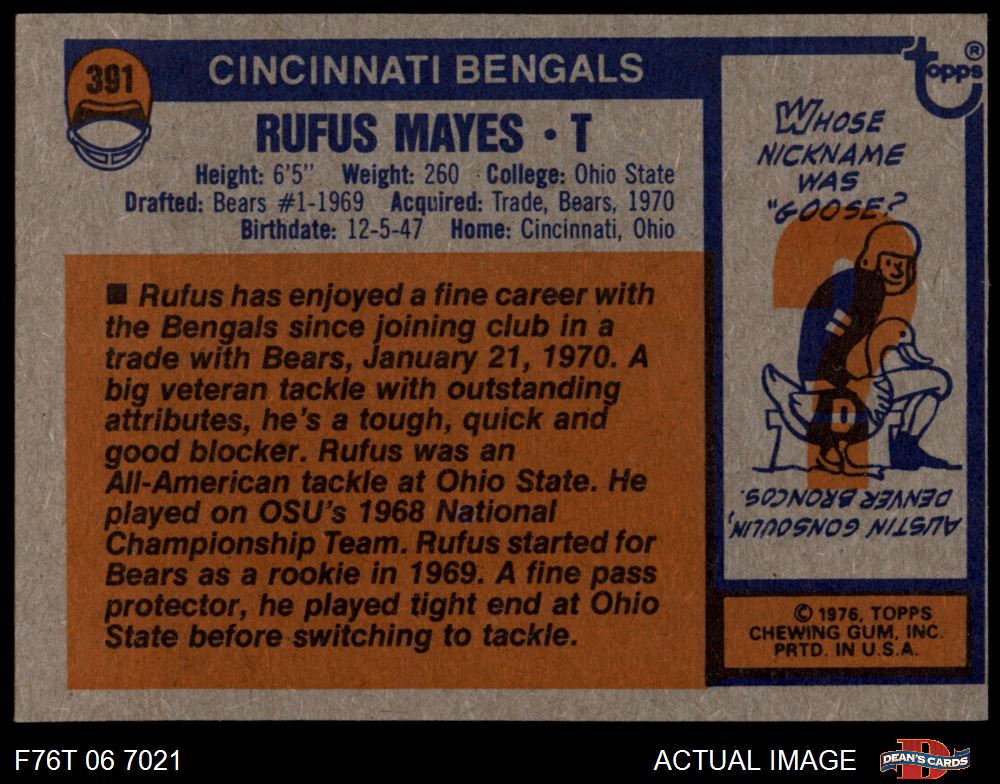 391
CINCINNATI BENGALS
topps®
RUFUS MAYES • T
Height: 6'5" Weight: 260 College: Ohio State
Drafted: Bears #1-1969 Acquired: Trade, Bears, 1970
Birthdate: 12-5-47 Home: Cincinnati, Ohio
■ Rufus has enjoyed a fine career with
the Bengals since joining club in a
trade with Bears, January 21, 1970. A
big veteran tackle with outstanding
attributes, he's a tough, quick and
good blocker. Rufus was an
All-American tackle at Ohio State. He
played on OSU's 1968 National
Championship Team. Rufus started for
Bears as a rookie in 1969. A fine pass
protector, he played tight end at Ohio
State before switching to tackle.
WHOSE
NICKNAME
WAS
"GOOSE?
?
AUSTIN GONSOULIN,
DENVER BRONCOS.
© 1976, TOPPS
CHEWING GUM, INC.
PRTD. IN U.S.A.
F76T 06 7021
ACTUAL IMAGE
D
DEAN'S CARDS